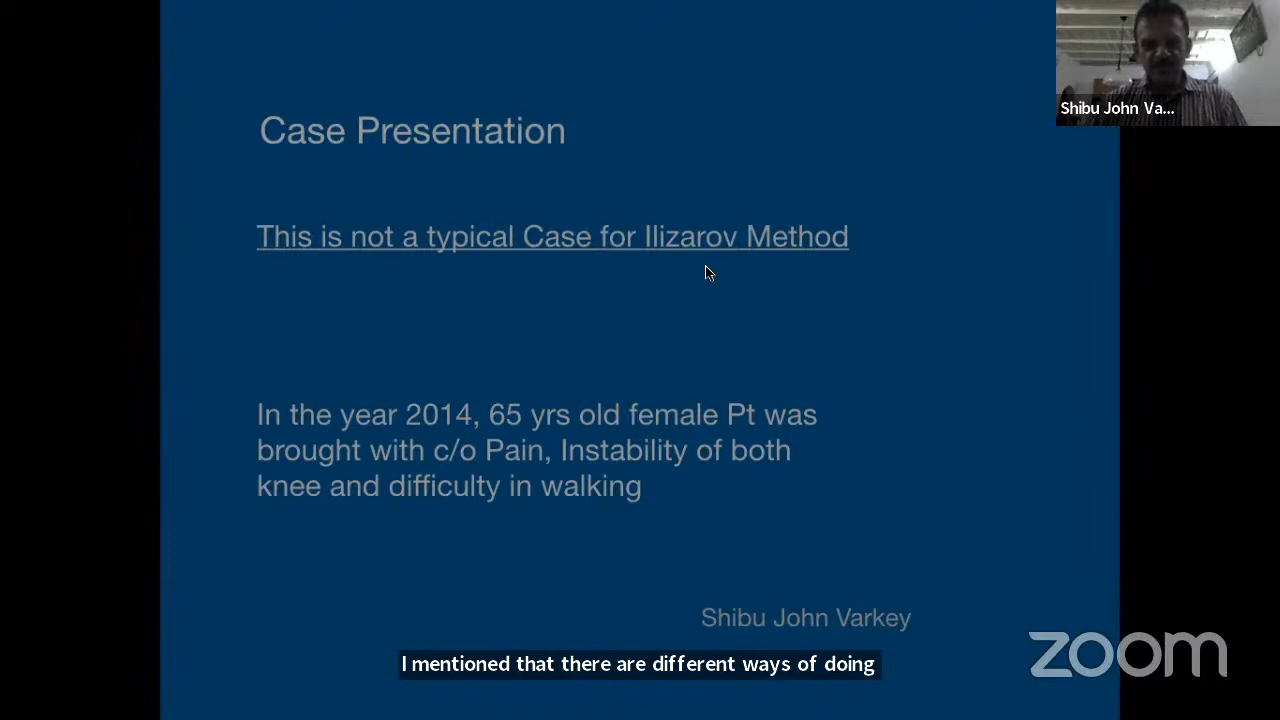 Shibu John Va...
Case Presentation
This is not a typical Case for Ilizarov Method
In the year 2014, 65 yrs old female Pt was
brought with c/o Pain, Instability of both
knee and difficulty in walking
Shibu John Varkey
I mentioned that there are different ways of doing
zoom